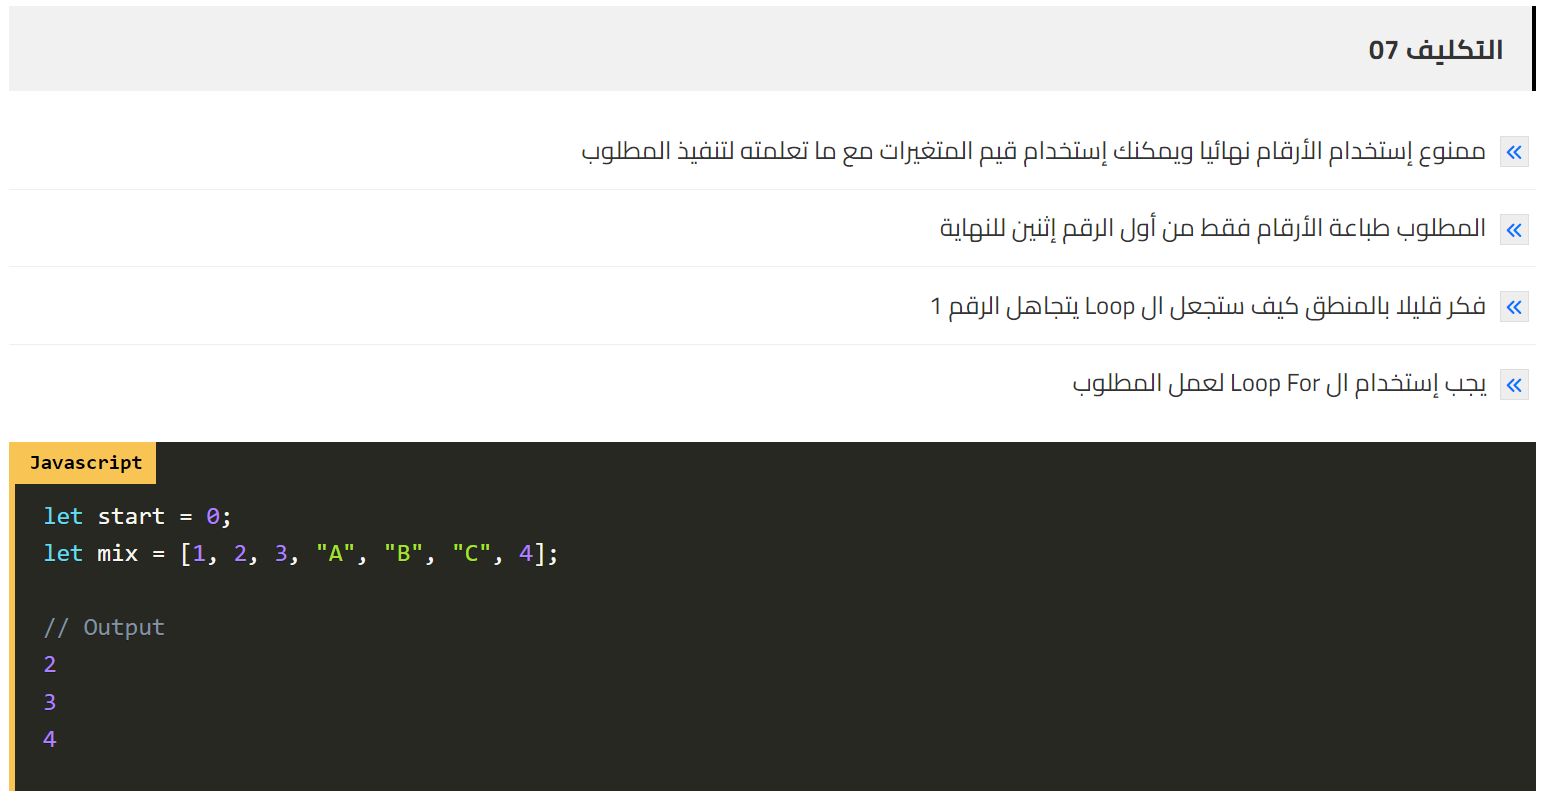 التكليف 07
ممنوع إستخدام الأرقام نهائيا ويمكنك إستخدام قيم المتغيرات مع ما تعلمته لتنفيذ المطلوب
المطلوب طباعة الأرقام فقط من أول الرقم إثنين للنهاية
فكر قليلا بالمنطق كيف ستجعل ال Loop يتجاهل الرقم 1
يجب إستخدام ال Loop For لعمل المطلوب
Javascript
let start = 0;
let mix = [1, 2, 3, "A", "B", "C", 4];
// Output
2
3
4